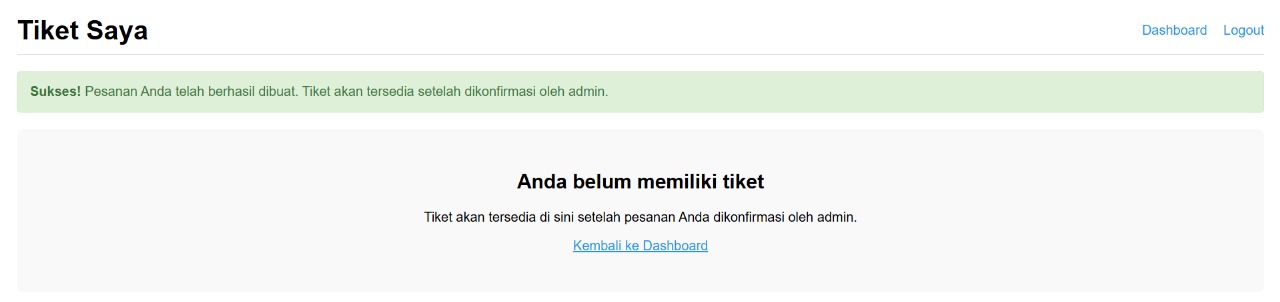 Tiket Saya
Dashboard Logout
Sukses! Pesanan Anda telah berhasil dibuat. Tiket akan tersedia setelah dikonfirmasi oleh admin.
Anda belum memiliki tiket
Tiket akan tersedia di sini setelah pesanan Anda dikonfirmasi oleh admin.
Kembali ke Dashboard